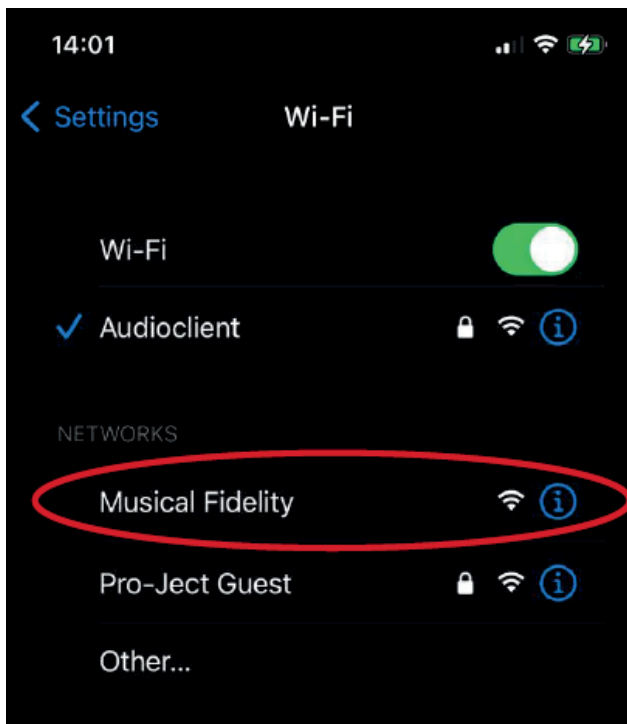 14:01
Settings Wi-Fi
Wi-Fi
Audioclient
NETWORKS
Musical Fidelity
Pro-Ject Guest
Other...